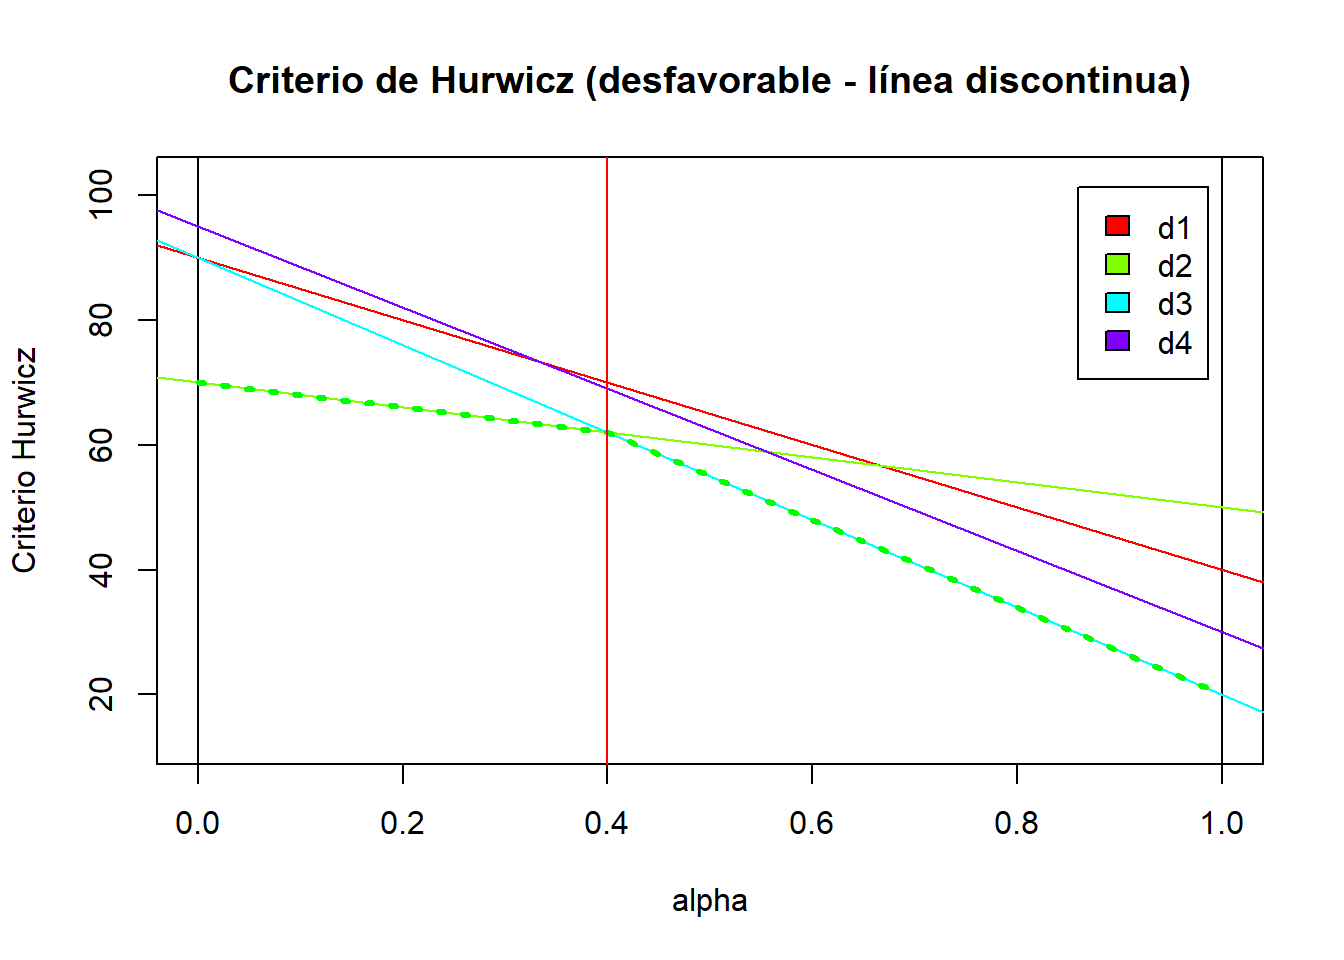 Criterio de Hurwicz (desfavorable - línea discontinua)
Criterio Hurwicz
100
80
60
40
20
d1
d2
d3
d4
0.0 0.2 0.4 0.6 0.8 1.0
alpha